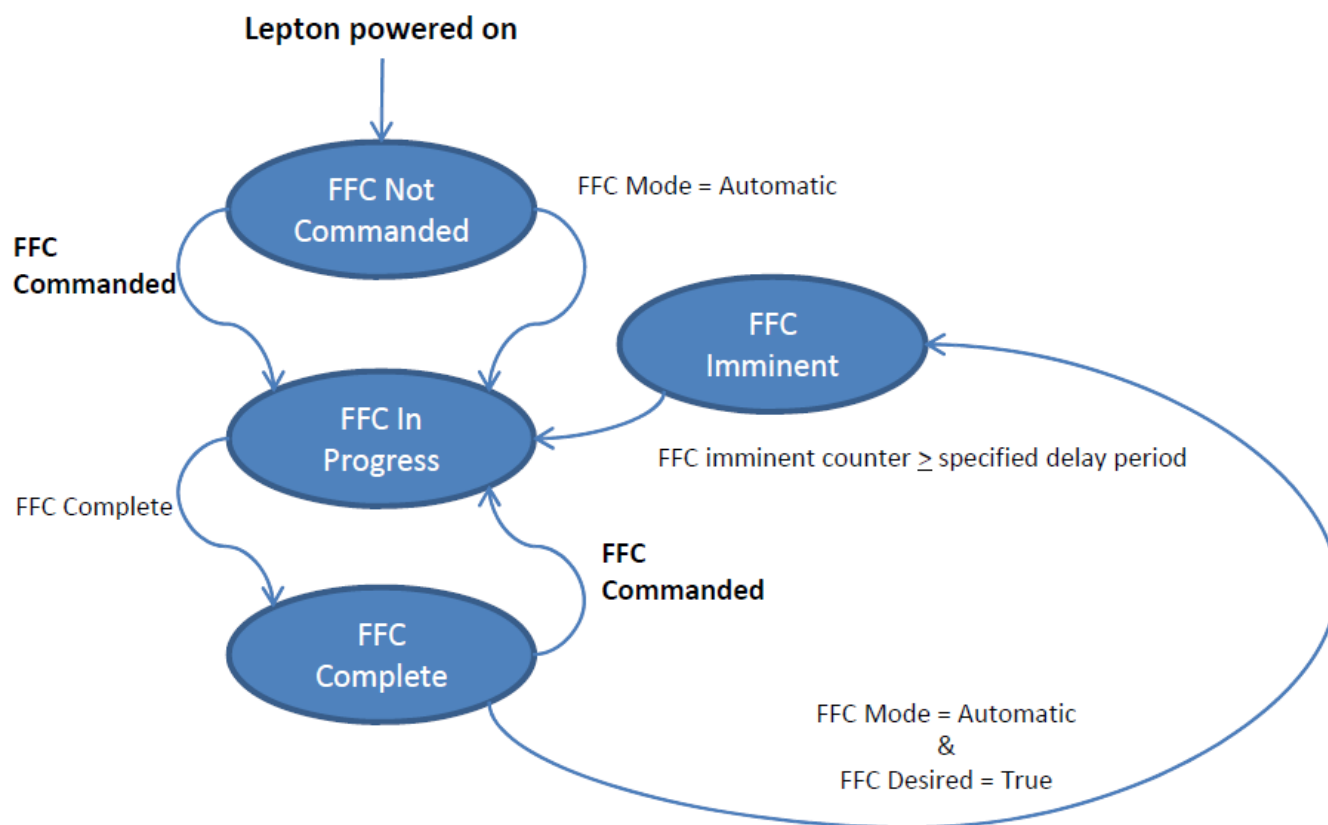 Lepton powered on
FFC Not
Commanded
FFC Mode = Automatic
FFC
Commanded
FFC
Imminent
FFC In
Progress
FFC imminent counter ≥ specified delay period
FFC Complete
FFC
Commanded
FFC
Complete
FFC Mode = Automatic
&
FFC Desired = True